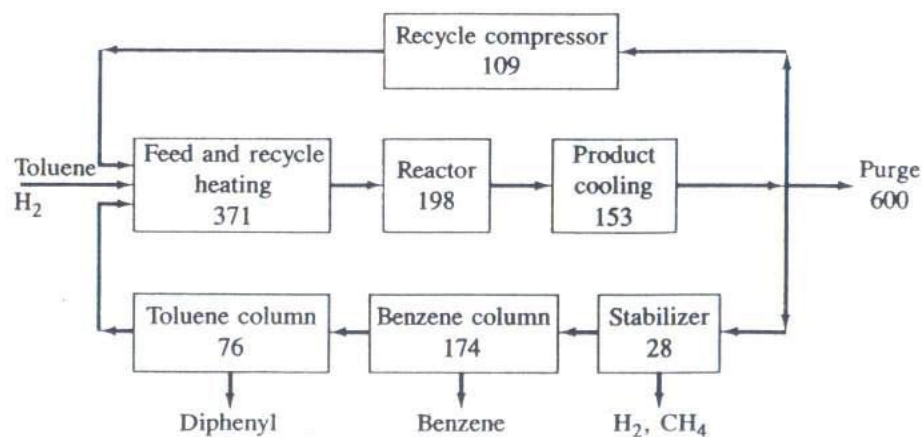 Recycle compressor
109
Toluene
H₂
Feed and recycle
heating
371
Reactor
198
Product
cooling
153
Purge
600
Toluene column
76
Benzene column
174
Stabilizer
28
Diphenyl
Benzene
H₂, CH₄